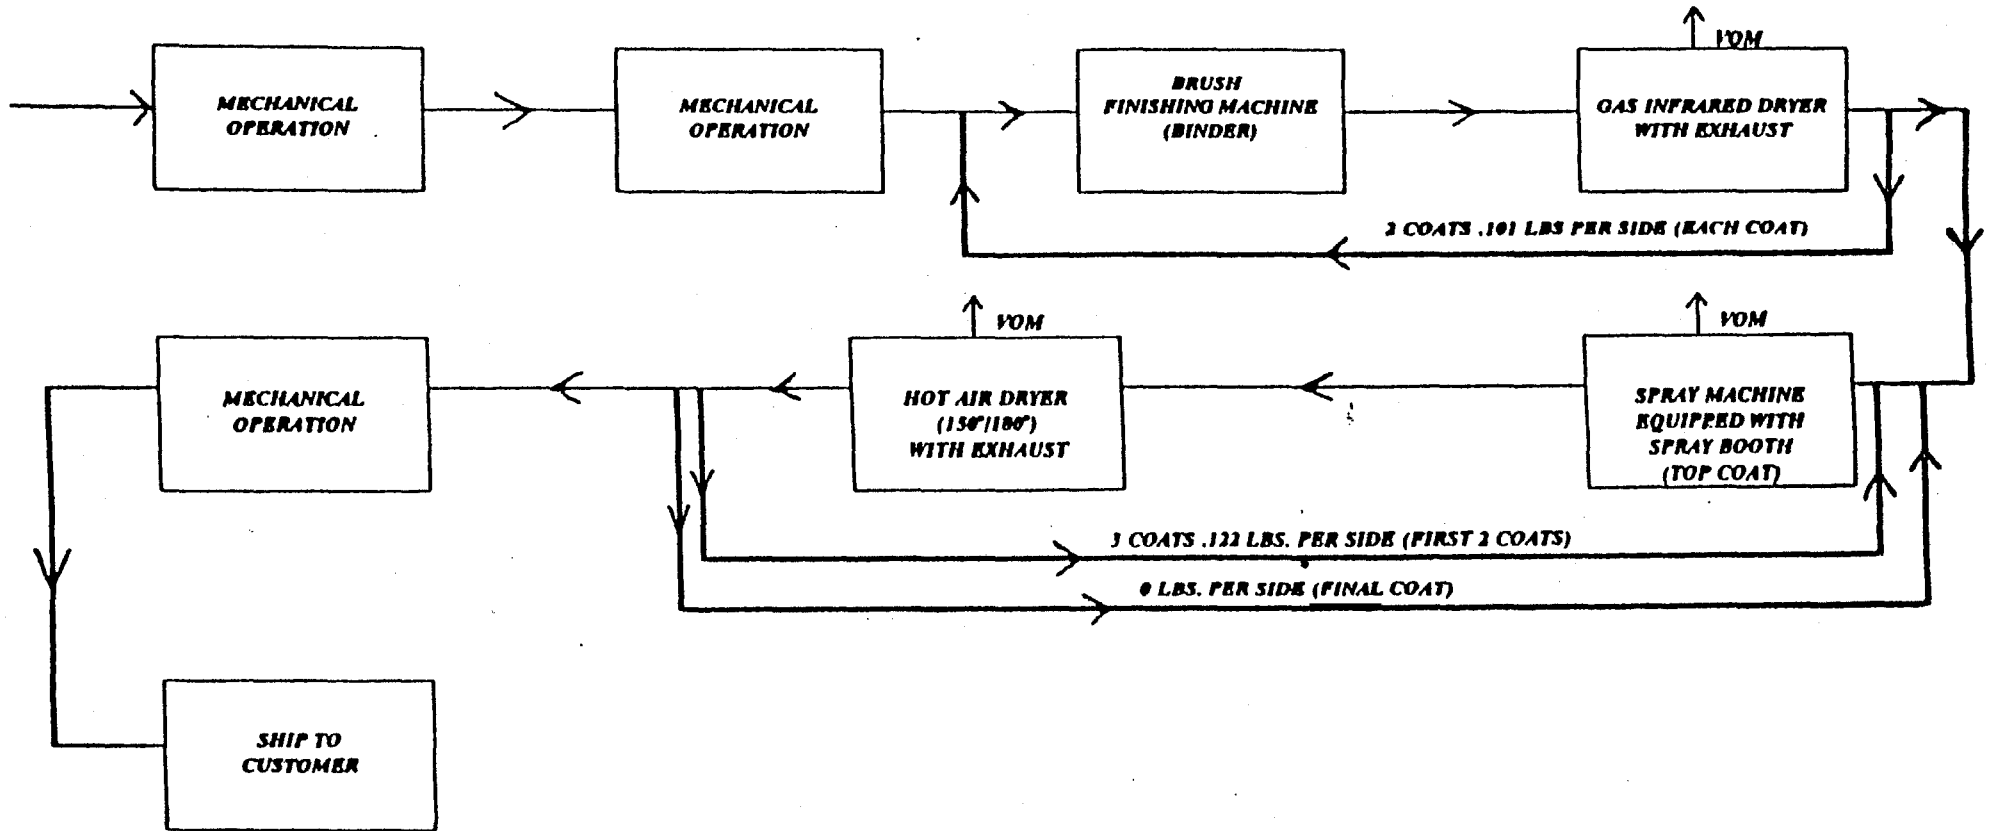 MECHANICAL
OPERATION
MECHANICAL
OPERATION
BRUSH
FINISHING MACHINE
(BINDER)
VOM
GAS INFRARED DRYER
WITH EXHAUST
2 COATS .101 LBS PER SIDE (EACH COAT)
MECHANICAL
OPERATION
VOM
HOT AIR DRYER
(150°/180°)
WITH EXHAUST
VOM
SPRAY MACHINE
EQUIPPED WITH
SPRAY BOOTH
(TOP COAT)
3 COATS .122 LBS. PER SIDE (FIRST 2 COATS)
0 LBS. PER SIDE (FINAL COAT)
SHIP TO
CUSTOMER